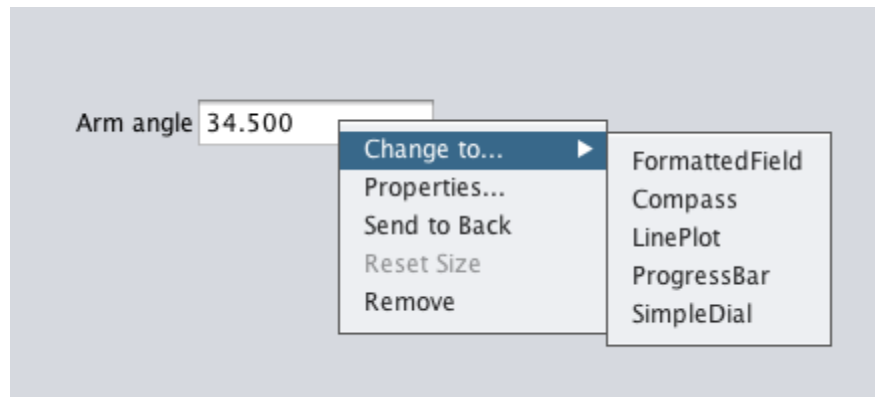 Arm angle 34.500
Change to...
Properties...
Send to Back
Reset Size
Remove
FormattedField
Compass
LinePlot
ProgressBar
SimpleDial